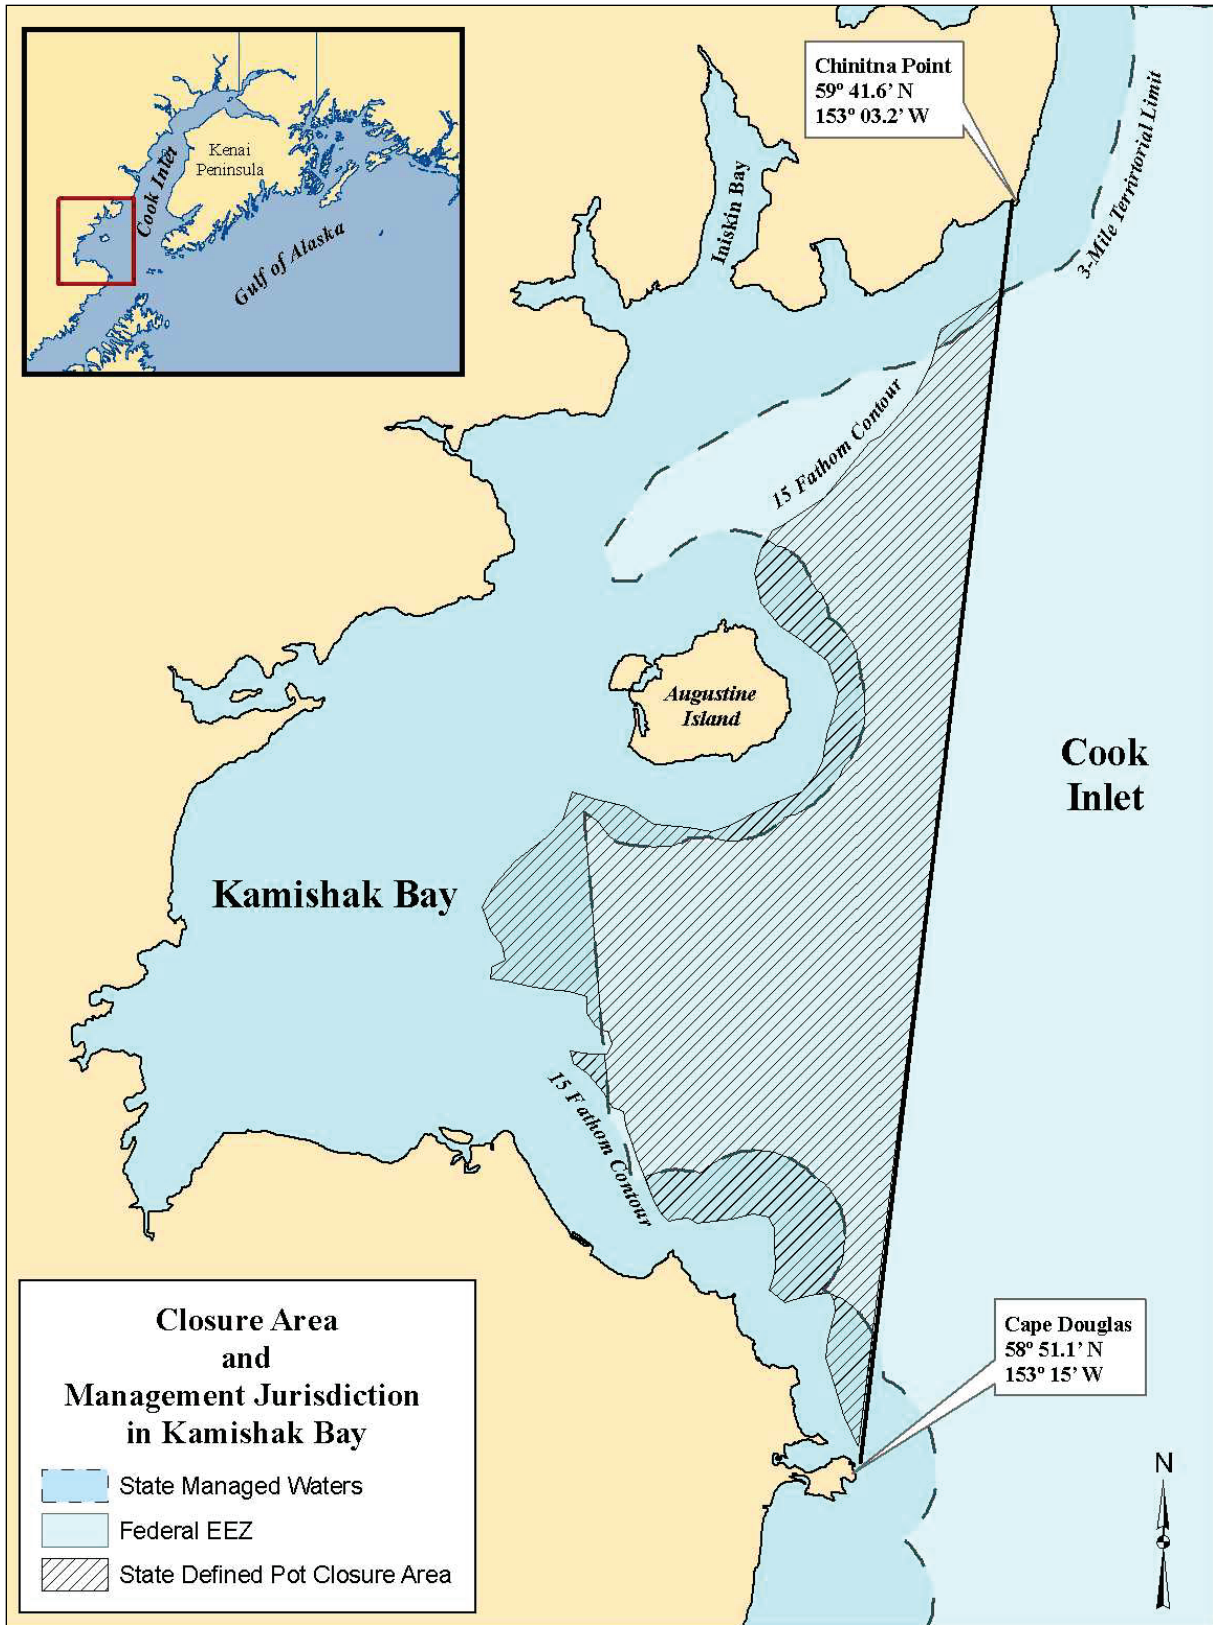 Kenai
Peninsula
Cook Inlet
Gulf of Alaska
Chinitna Point
59º 41.6’ N
153º 03.2’ W
3-Mile Terrirtorial Limit
Iniskin Bay
15 Fathom Contour
Augustine
Island
Cook
Inlet
Kamishak Bay
15 Fathom Contour
Cape Douglas
58º 51.1’ N
153º 15’ W
Closure Area
and
Management Jurisdiction
in Kamishak Bay
State Managed Waters
Federal EEZ
State Defined Pot Closure Area
N